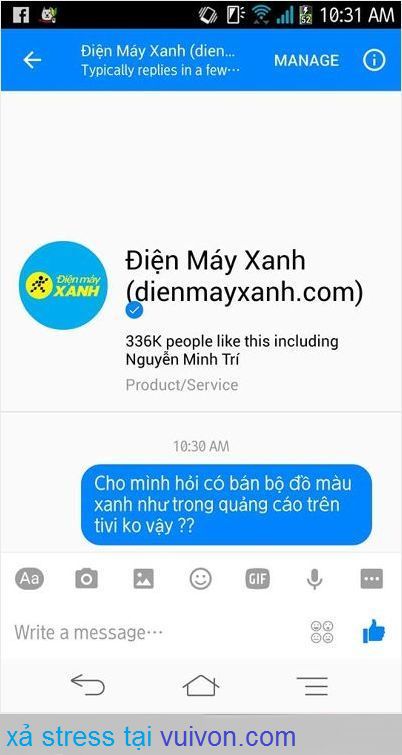 10:31 AM
Điện Máy Xanh (dien...
Typically replies in a few...
MANAGE
Điện máy
XANH
Điện Máy Xanh
(dienmayxanh.com)
336K people like this including
Nguyễn Minh Trí
Product/Service
10:30 AM
Cho mình hỏi có bán bộ đồ màu
xanh như trong quảng cáo trên
tivi ko vậy ??
Aa
GIF
Write a message...
xả stress tại vuivon.com